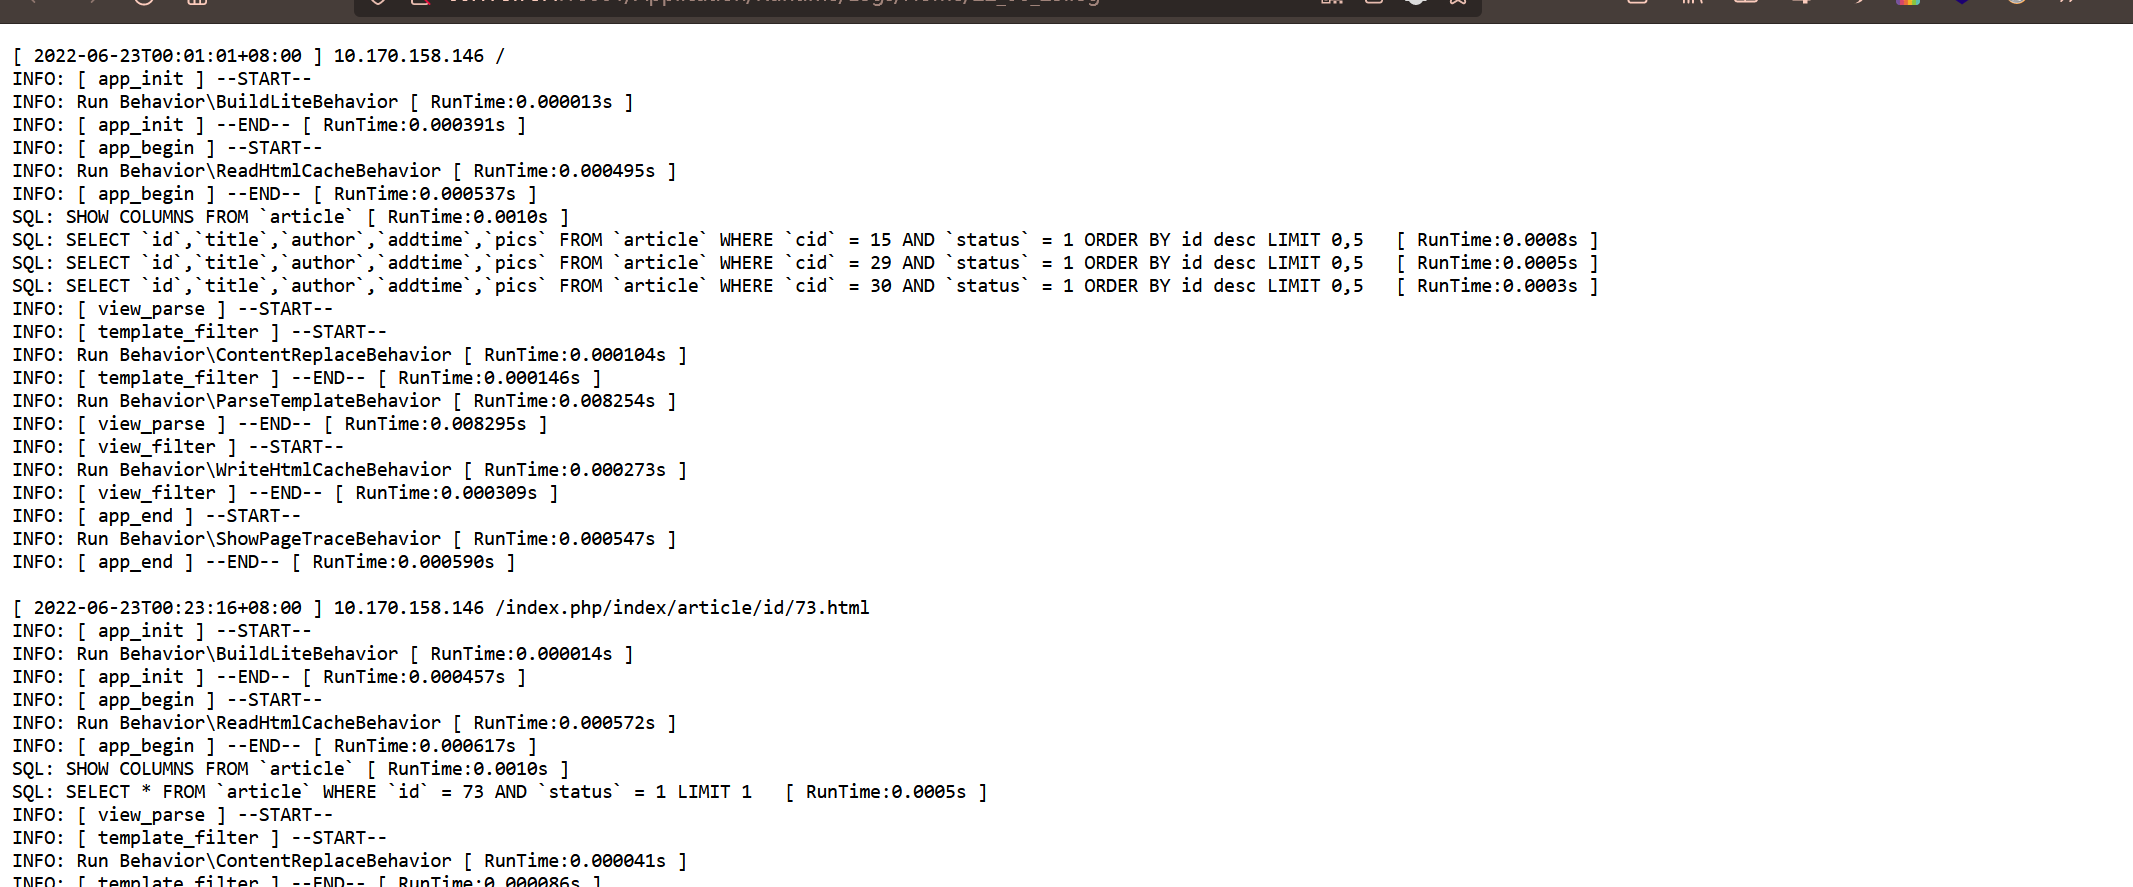 [ 2022-06-23T00:01:01+08:00 ] 10.170.158.146 /
INFO: [ app_init ] --START--
INFO: Run Behavior\BuildLiteBehavior [ RunTime:0.000013s ]
INFO: [ app_init ] --END-- [ RunTime:0.000391s ]
INFO: [ app_begin ] --START--
INFO: Run Behavior\ReadHtmlCacheBehavior [ RunTime:0.000495s ]
INFO: [ app_begin ] --END-- [ RunTime:0.000537s ]
SQL: SHOW COLUMNS FROM `article` [ RunTime:0.0010s ]
SQL: SELECT `id`,`title`,`author`,`addtime`,`pics` FROM `article` WHERE `cid` = 15 AND `status` = 1 ORDER BY id desc LIMIT 0,5   [ RunTime:0.0008s ]
SQL: SELECT `id`,`title`,`author`,`addtime`,`pics` FROM `article` WHERE `cid` = 29 AND `status` = 1 ORDER BY id desc LIMIT 0,5   [ RunTime:0.0005s ]
SQL: SELECT `id`,`title`,`author`,`addtime`,`pics` FROM `article` WHERE `cid` = 30 AND `status` = 1 ORDER BY id desc LIMIT 0,5   [ RunTime:0.0003s ]
INFO: [ view_parse ] --START--
INFO: [ template_filter ] --START--
INFO: Run Behavior\ContentReplaceBehavior [ RunTime:0.000104s ]
INFO: [ template_filter ] --END-- [ RunTime:0.000146s ]
INFO: Run Behavior\ParseTemplateBehavior [ RunTime:0.008254s ]
INFO: [ view_parse ] --END-- [ RunTime:0.008295s ]
INFO: [ view_filter ] --START--
INFO: Run Behavior\WriteHtmlCacheBehavior [ RunTime:0.000273s ]
INFO: [ view_filter ] --END-- [ RunTime:0.000309s ]
INFO: [ app_end ] --START--
INFO: Run Behavior\ShowPageTraceBehavior [ RunTime:0.000547s ]
INFO: [ app_end ] --END-- [ RunTime:0.000590s ]
[ 2022-06-23T00:23:16+08:00 ] 10.170.158.146 /index.php/index/article/id/73.html
INFO: [ app_init ] --START--
INFO: Run Behavior\BuildLiteBehavior [ RunTime:0.000014s ]
INFO: [ app_init ] --END-- [ RunTime:0.000457s ]
INFO: [ app_begin ] --START--
INFO: Run Behavior\ReadHtmlCacheBehavior [ RunTime:0.000572s ]
INFO: [ app_begin ] --END-- [ RunTime:0.000617s ]
SQL: SHOW COLUMNS FROM `article` [ RunTime:0.0010s ]
SQL: SELECT * FROM `article` WHERE `id` = 73 AND `status` = 1 LIMIT 1   [ RunTime:0.0005s ]
INFO: [ view_parse ] --START--
INFO: [ template_filter ] --START--
INFO: Run Behavior\ContentReplaceBehavior [ RunTime:0.000041s ]
INFO: [ template_filter ] --END-- [ RunTime:0.000086s ]